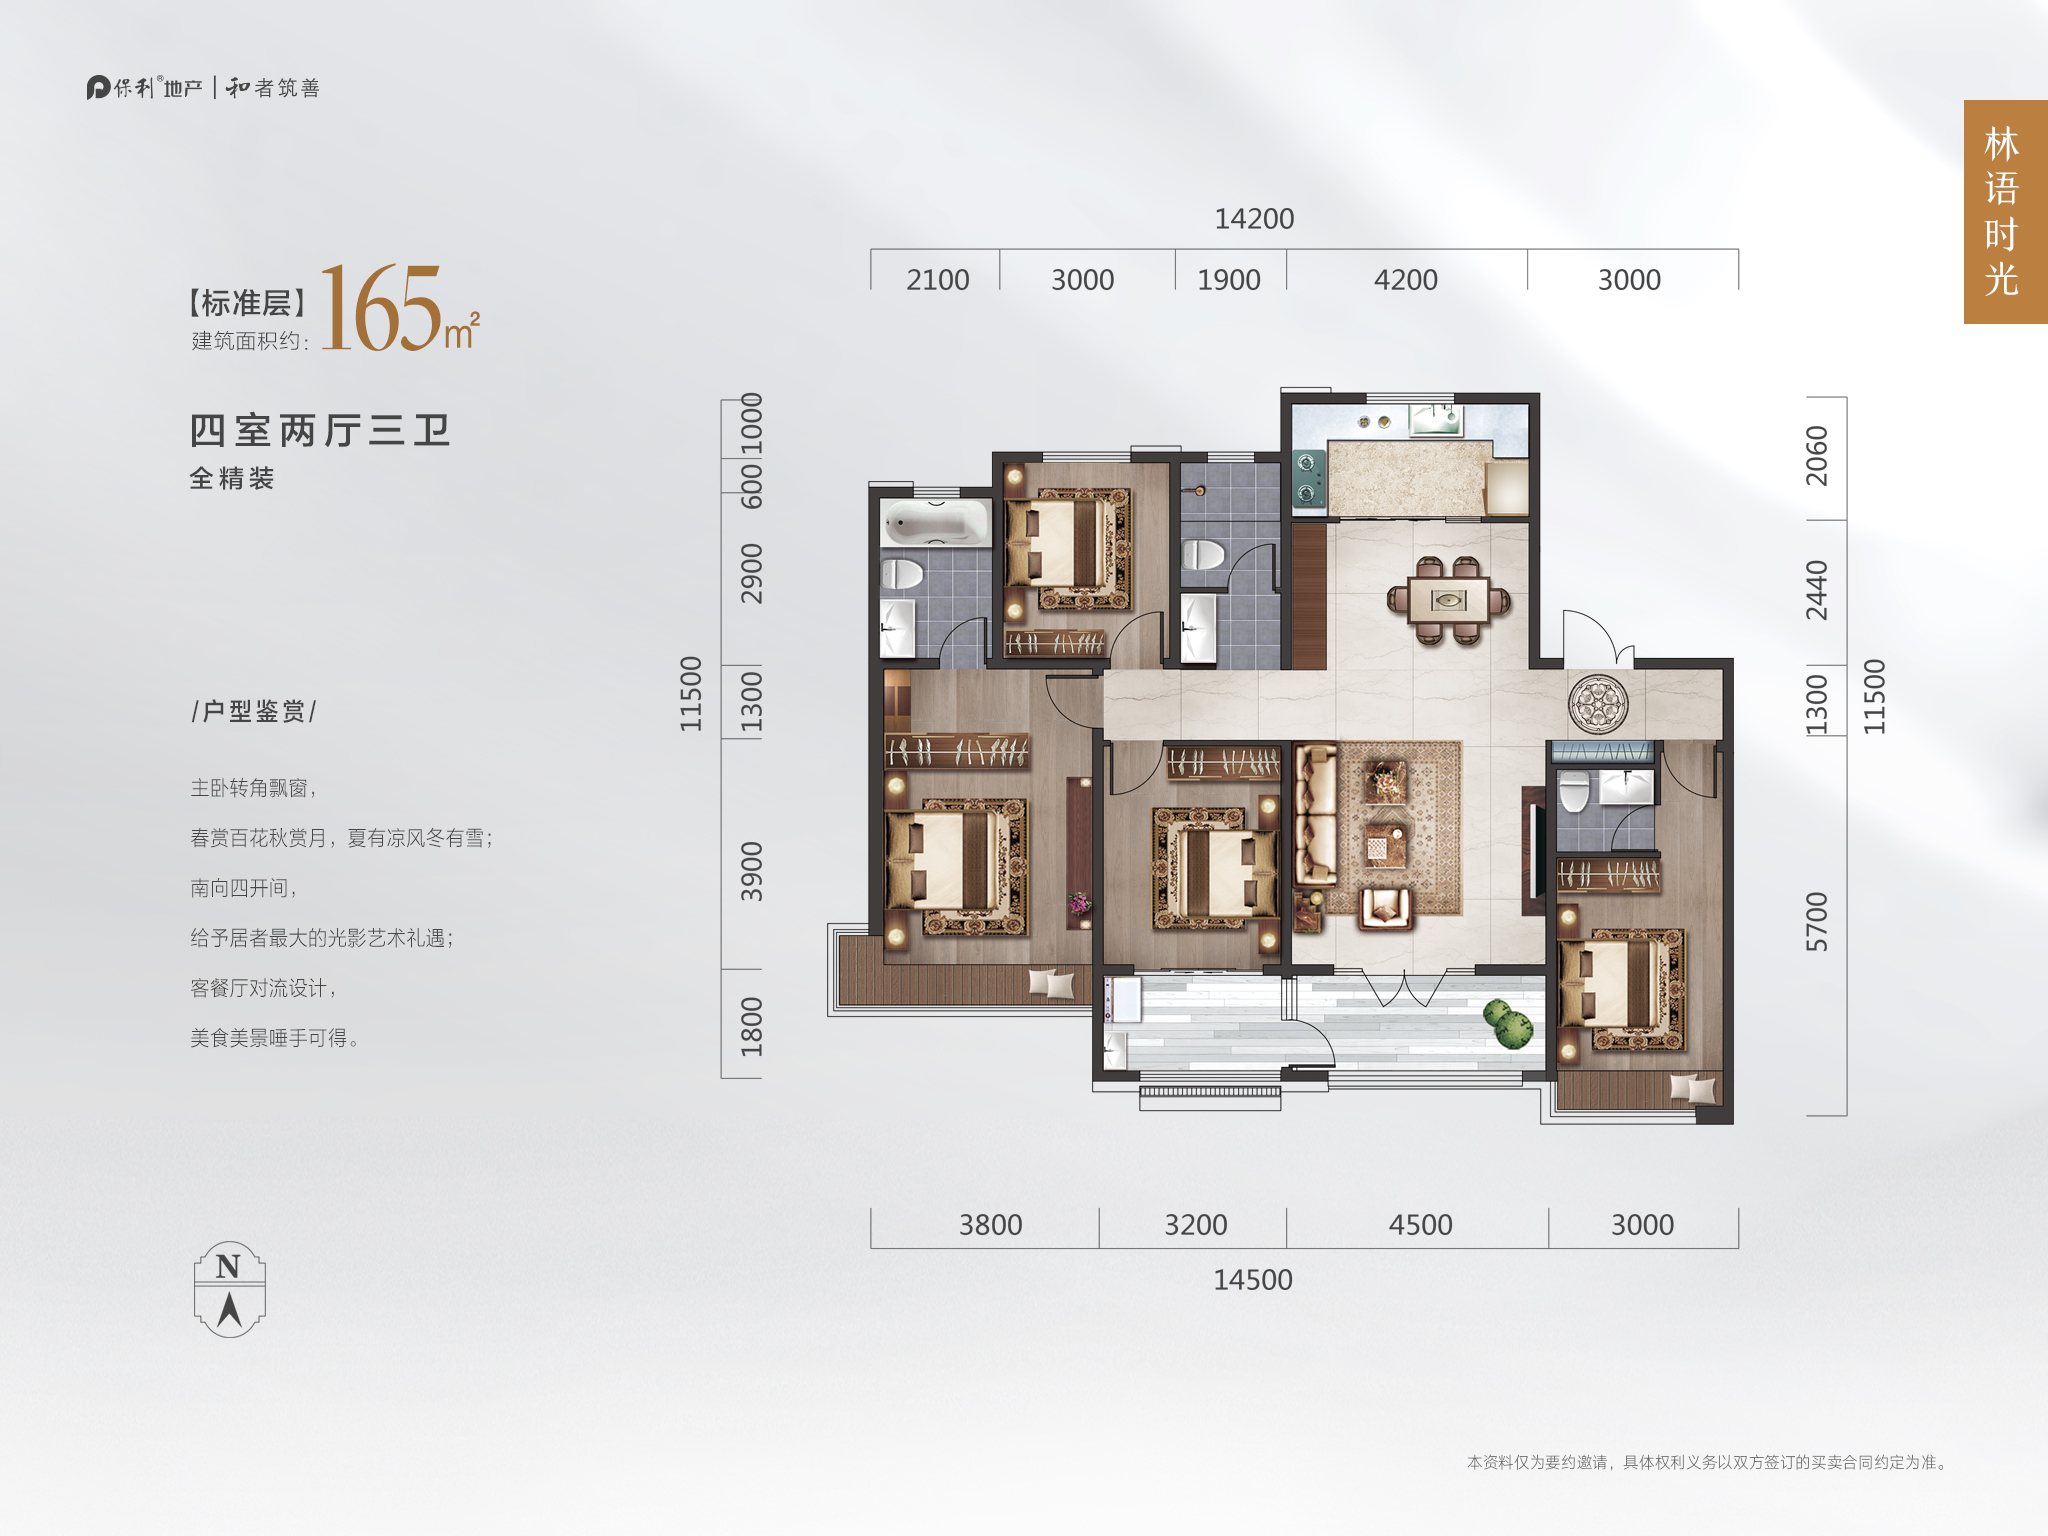 保利®地产 | 和者筑善
林语时光
【标准层】
建筑面积约：165m²
四室两厅三卫
全精装
/户型鉴赏/
主卧转角飘窗，
春赏百花秋赏月，夏有凉风冬有雪；
南向四开间，
给予居者最大的光影艺术礼遇；
客餐厅对流设计，
美食美景唾手可得。
N
14200
2100 3000 1900 4200 3000
1000
600
2900
1300
3900
1800
11500
2060
2440
1300
5700
11500
3800 3200 4500 3000
14500
本资料仅为要约邀请，具体权利义务以双方签订的买卖合同约定为准。